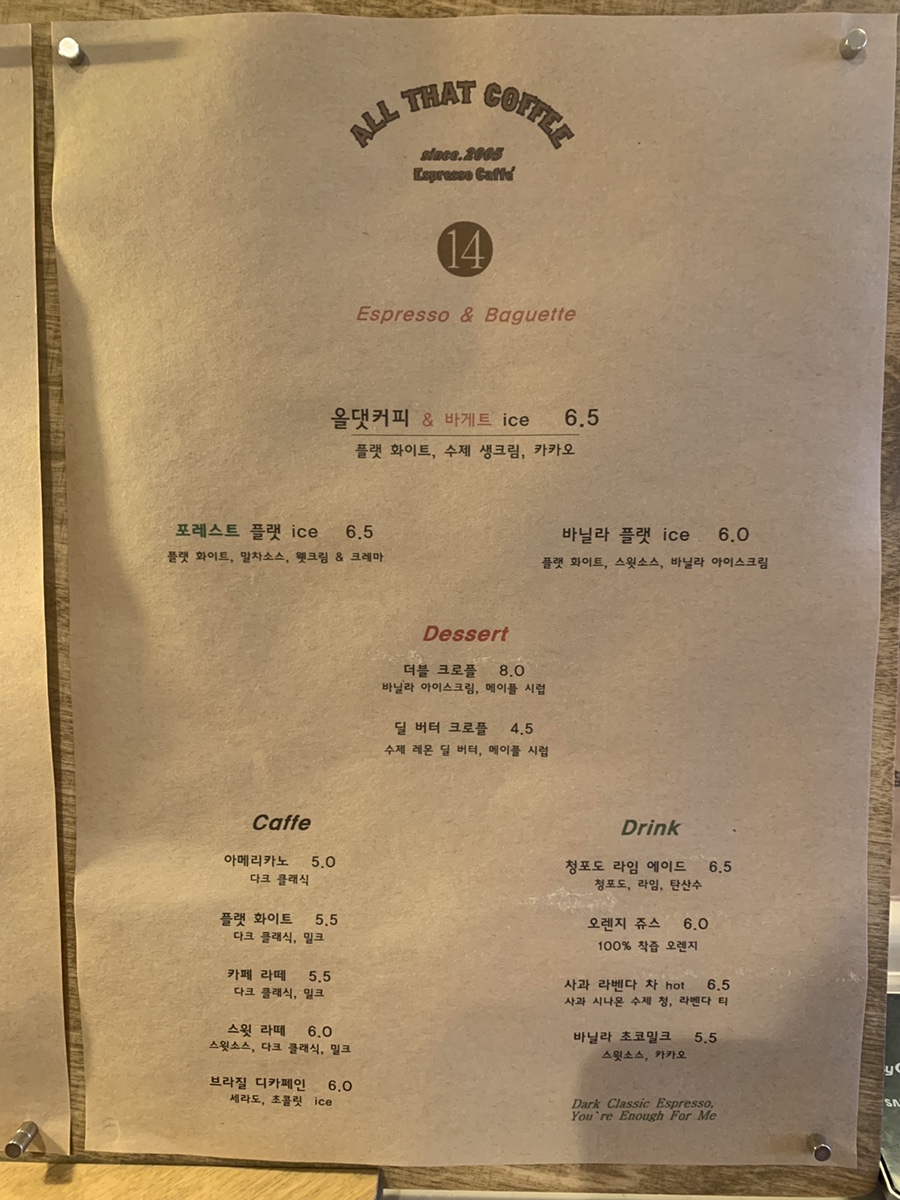 ALL THAT COFFEE
since.2005
Espresso Caffé
14
Espresso & Baguette
올댓커피 & 바게트 ice 6.5
플랫 화이트, 수제 생크림, 카카오
포레스트 플랫 ice 6.5
플랫 화이트, 말차소스, 웻크림 & 크레마
바닐라 플랫 ice 6.0
플랫 화이트, 스윗소스, 바닐라 아이스크림
Dessert
더블 크로플 8.0
바닐라 아이스크림, 메이플 시럽
딜 버터 크로플 4.5
수제 레몬 딜 버터, 메이플 시럽
Caffe
아메리카노 5.0
다크 클래식
플랫 화이트 5.5
다크 클래식, 밀크
카페 라떼 5.5
다크 클래식, 밀크
스윗 라떼 6.0
스윗소스, 다크 클래식, 밀크
브라질 디카페인 6.0
세라도, 초콜릿 ice
Drink
청포도 라임 에이드 6.5
청포도, 라임, 탄산수
오렌지 쥬스 6.0
100% 착즙 오렌지
사과 라벤다 차 hot 6.5
사과 시나몬 수제 청, 라벤다 티
바닐라 초코밀크 5.5
스윗소스, 카카오
Dark Classic Espresso,
You`re Enough For Me